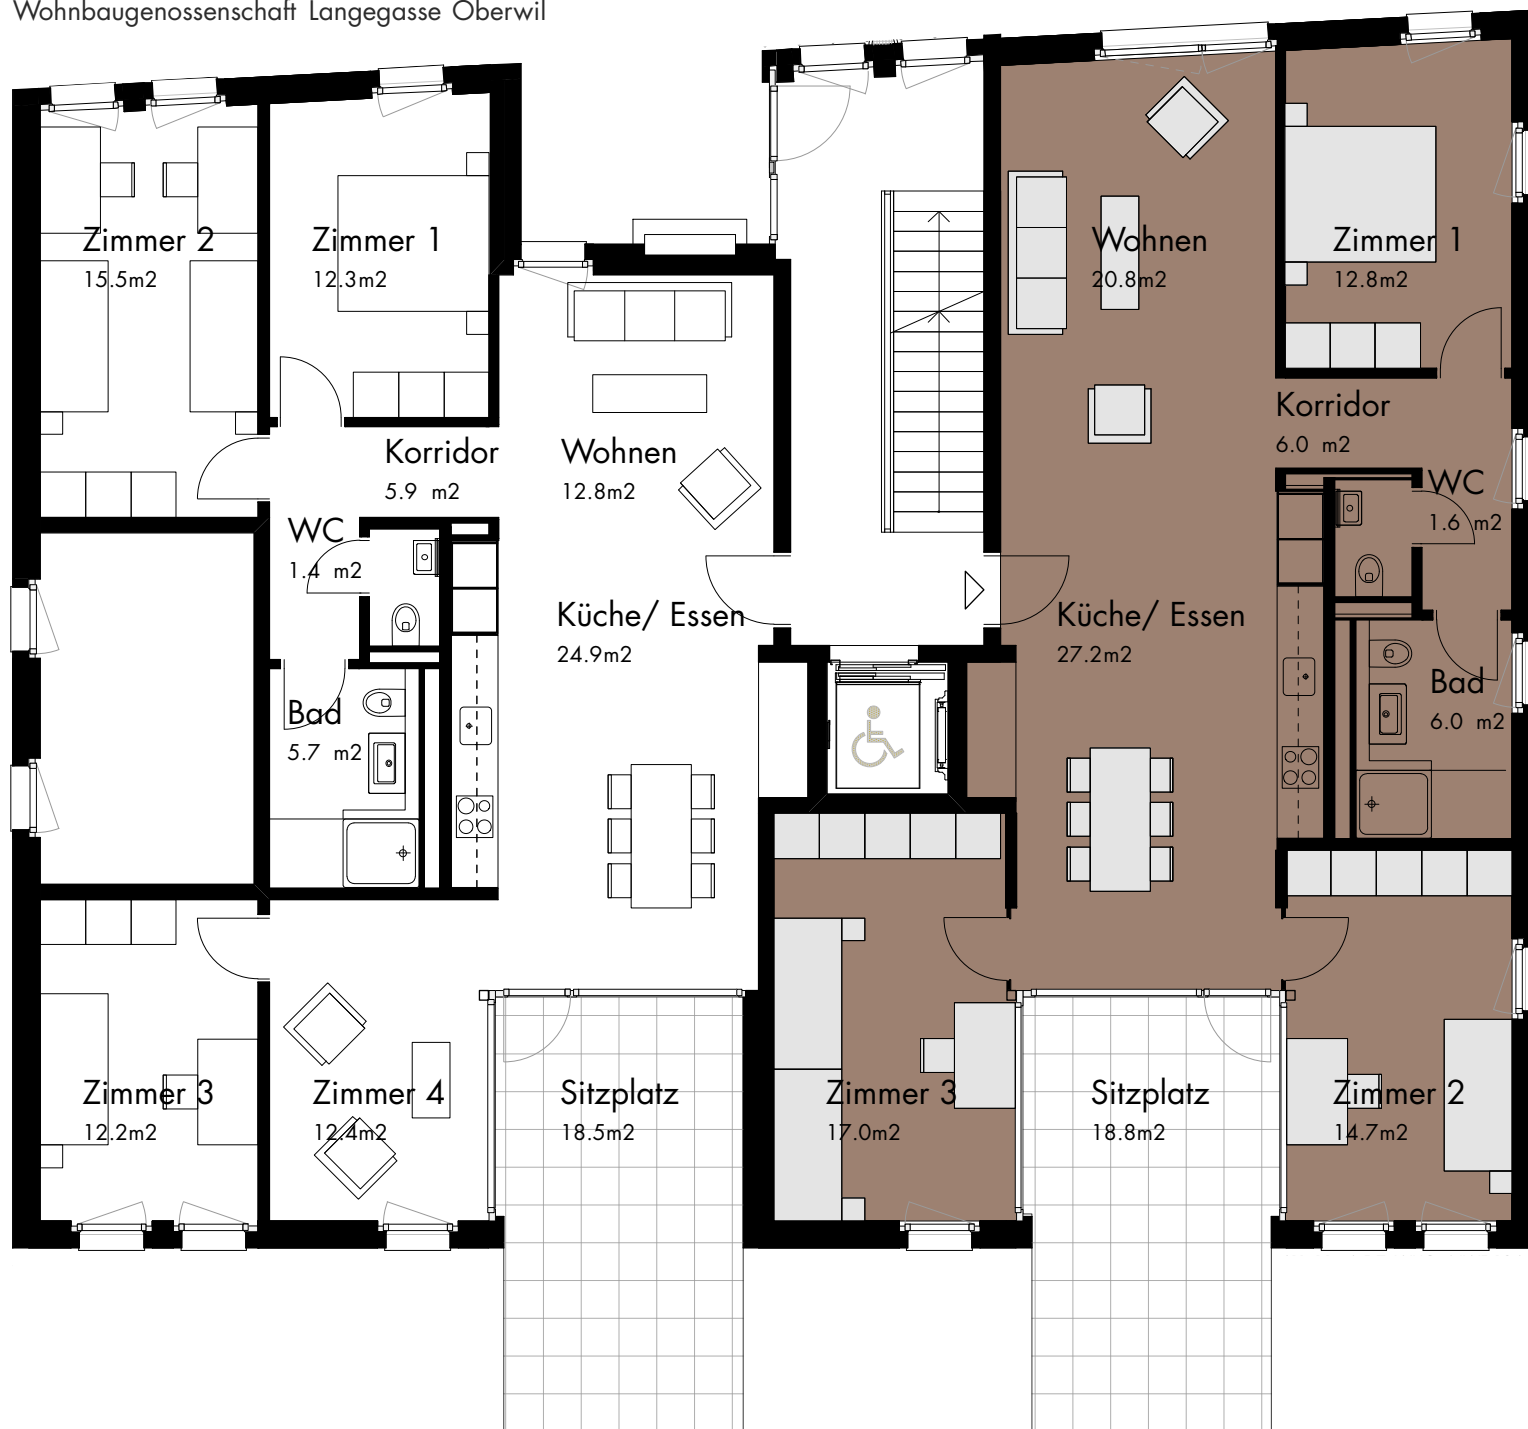 Wohnbaugenossenschaft Langegasse Oberwil
Zimmer 2
15.5m2
Zimmer 1
12.3m2
Korridor
5.9 m2
Wohnen
12.8m2
WC
1.4 m2
Küche/ Essen
24.9m2
Bad
5.7 m2
Zimmer 3
12.2m2
Zimmer 4
12.4m2
Sitzplatz
18.5m2
Wohnen
20.8m2
Zimmer 1
12.8m2
Korridor
6.0 m2
WC
1.6 m2
Küche/ Essen
27.2m2
Bad
6.0 m2
Zimmer 3
17.0m2
Sitzplatz
18.8m2
Zimmer 2
14.7m2